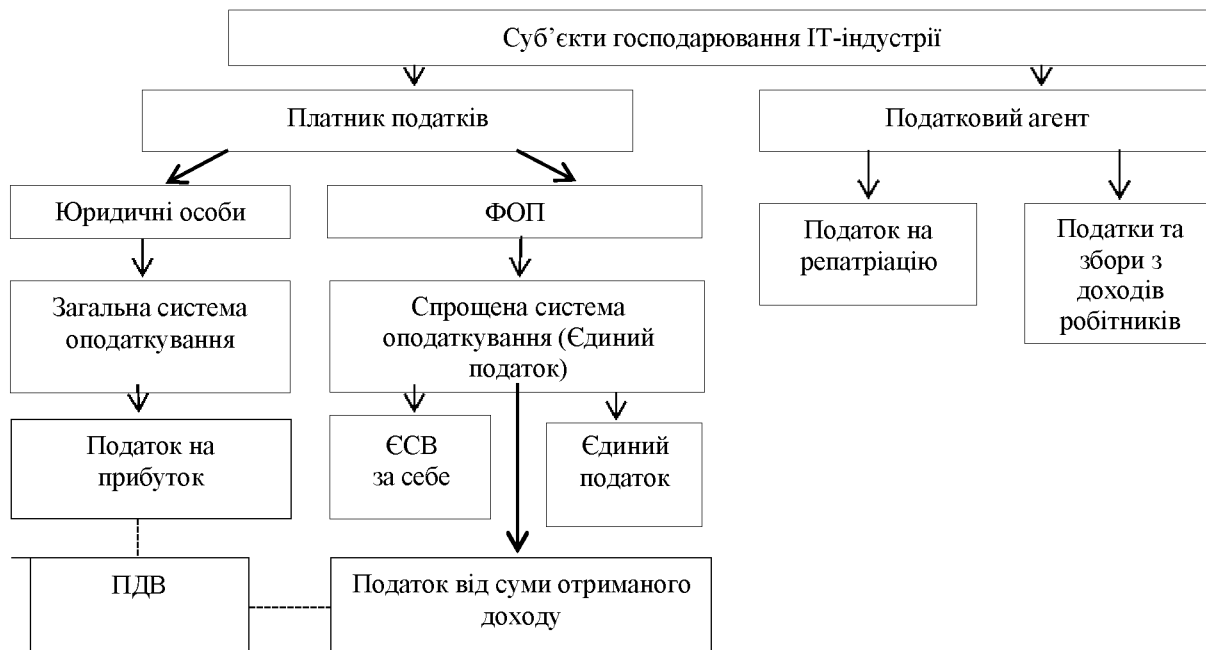 Суб’єкти господарювання ІТ-індустрії
Платник податків
Податковий агент
Юридичні особи
ФОП
Податок на
репатріацію
Податки та
збори з
доходів
робітників
Загальна система
оподаткування
Спрощена система
оподаткування (Єдиний
податок)
Податок на
прибуток
ЄСВ
за себе
Єдиний
податок
ПДВ
Податок від суми отриманого
доходу